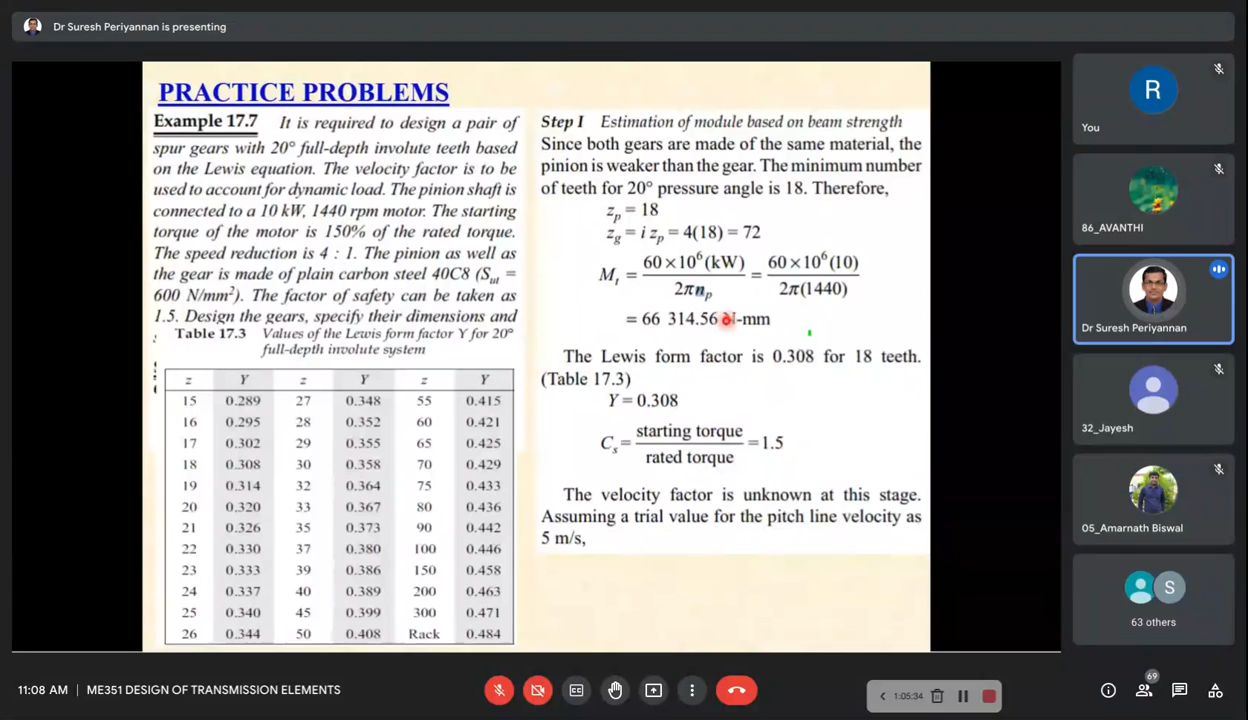 Dr Suresh Periyannan is presenting
PRACTICE PROBLEMS
Example 17.7 It is required to design a pair of
spur gears with 20° full-depth involute teeth based
on the Lewis equation. The velocity factor is to be
used to account for dynamic load. The pinion shaft is
connected to a 10 kW, 1440 rpm motor. The starting
torque of the motor is 150% of the rated torque.
The speed reduction is 4 : 1. The pinion as well as
the gear is made of plain carbon steel 40C8 (Sut =
600 N/mm²). The factor of safety can be taken as
1.5. Design the gears, specify their dimensions and
Table 17.3 Values of the Lewis form factor Y for 20°
full-depth involute system
z Y z Y z Y
15 0.289 27 0.348 55 0.415
16 0.295 28 0.352 60 0.421
17 0.302 29 0.355 65 0.425
18 0.308 30 0.358 70 0.429
19 0.314 32 0.364 75 0.433
20 0.320 33 0.367 80 0.436
21 0.326 35 0.373 90 0.442
22 0.330 37 0.380 100 0.446
23 0.333 39 0.386 150 0.458
24 0.337 40 0.389 200 0.463
25 0.340 45 0.399 300 0.471
26 0.344 50 0.408 Rack 0.484
Step I Estimation of module based on beam strength
Since both gears are made of the same material, the
pinion is weaker than the gear. The minimum number
of teeth for 20° pressure angle is 18. Therefore,
zp = 18
zg = i zp = 4(18) = 72
Mt = 60×10⁶(kW) / 2πnp = 60×10⁶(10) / 2π(1440)
= 66 314.56 N-mm
The Lewis form factor is 0.308 for 18 teeth.
(Table 17.3)
Y = 0.308
Cs = starting torque / rated torque = 1.5
The velocity factor is unknown at this stage.
Assuming a trial value for the pitch line velocity as
5 m/s,
R
You
86_AVANTHI
Dr Suresh Periyannan
32_Jayesh
05_Amarnath Biswal
S
63 others
11:08 AM | ME351 DESIGN OF TRANSMISSION ELEMENTS
CC
1:05:34
69